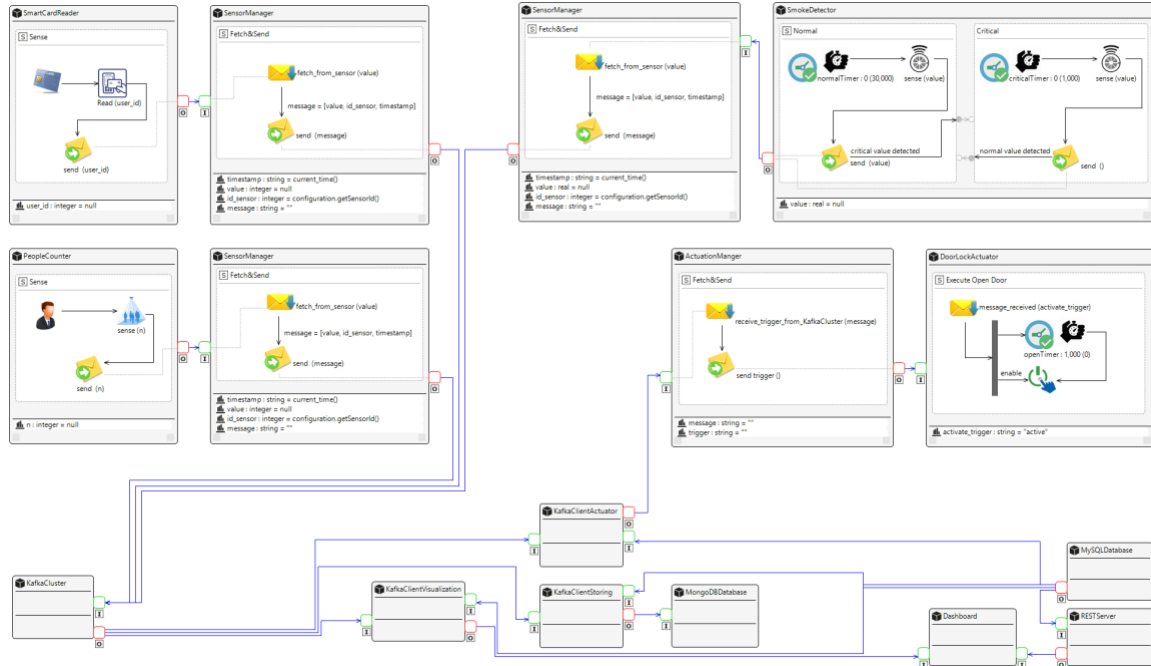 SmartCardReader
S Sense
Read (user_id)
send (user_id)
user_id : integer = null
O
I
SensorManager
S Fetch&Send
fetch_from_sensor (value)
message = [value, id_sensor, timestamp]
send (message)
timestamp : string = current_time()
value : integer = null
id_sensor : integer = configuration.getSensorId()
message : string = ""
O
SensorManager
S Fetch&Send
fetch_from_sensor (value)
message = [value, id_sensor, timestamp]
send (message)
timestamp : string = current_time()
value : real = null
id_sensor : integer = configuration.getSensorId()
message : string = ""
O
I
SmokeDetector
S Normal
normalTimer : 0 (30,000)
sense (value)
critical value detected
send (value)
Critical
criticalTimer : 0 (1,000)
sense (value)
normal value detected
send ()
value : real = null
O
PeopleCounter
S Sense
sense (n)
send (n)
n : integer = null
O
I
SensorManager
S Fetch&Send
fetch_from_sensor (value)
message = [value, id_sensor, timestamp]
send (message)
timestamp : string = current_time()
value : integer = null
id_sensor : integer = configuration.getSensorId()
message : string = ""
O
ActuationManger
S Fetch&Send
receive_trigger_from_KafkaCluster (message)
send trigger ()
message : string = ""
trigger : string = ""
I
O
I
DoorLockActuator
S Execute Open Door
message_received (activate_trigger)
openTimer : 1,000 (0)
enable
activate_trigger : string = "active"
KafkaClientActuator
O
I
I
KafkaCluster
I
O
KafkaClientVisualization
I
I
O
KafkaClientStoring
I
I
O
MongoDBDatabase
I
MySQLDatabase
O
Dashboard
I
I
RESTServer
I
O